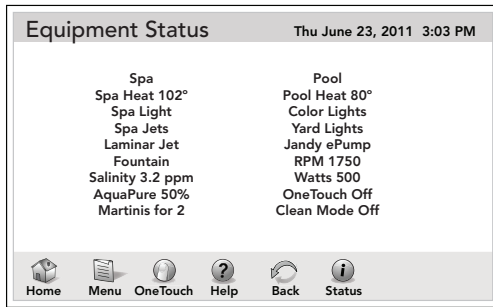 Equipment Status
Thu June 23, 2011 3:03 PM
Spa
Spa Heat 102º
Spa Light
Spa Jets
Laminar Jet
Fountain
Salinity 3.2 ppm
AquaPure 50%
Martinis for 2
Pool
Pool Heat 80º
Color Lights
Yard Lights
Jandy ePump
RPM 1750
Watts 500
OneTouch Off
Clean Mode Off
?
i
Home
Menu
OneTouch
Help
Back
Status